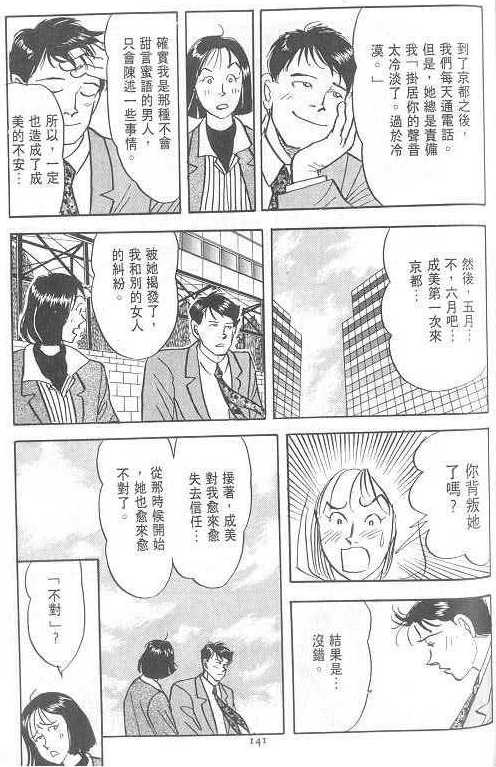 到了京都之後，
我們每天通電話。
但是，她總是責備
我「掛居你的聲音
太冷淡了。過於冷
漠。」
確實我是那種不會
甜言蜜語的男人，
只會陳述一些事情。
所以，一定
也造成了成
美的不安…
然後，五月…
不，六月吧…
成美第一次來
京都…
被她揭發了，
我和別的女人
的糾紛。
你背叛她
了嗎？
結果是…
沒錯。
接著，成美
對我愈來愈
失去信任…
從那時候開始
，她也愈來愈
不對了。
「不對」？
141